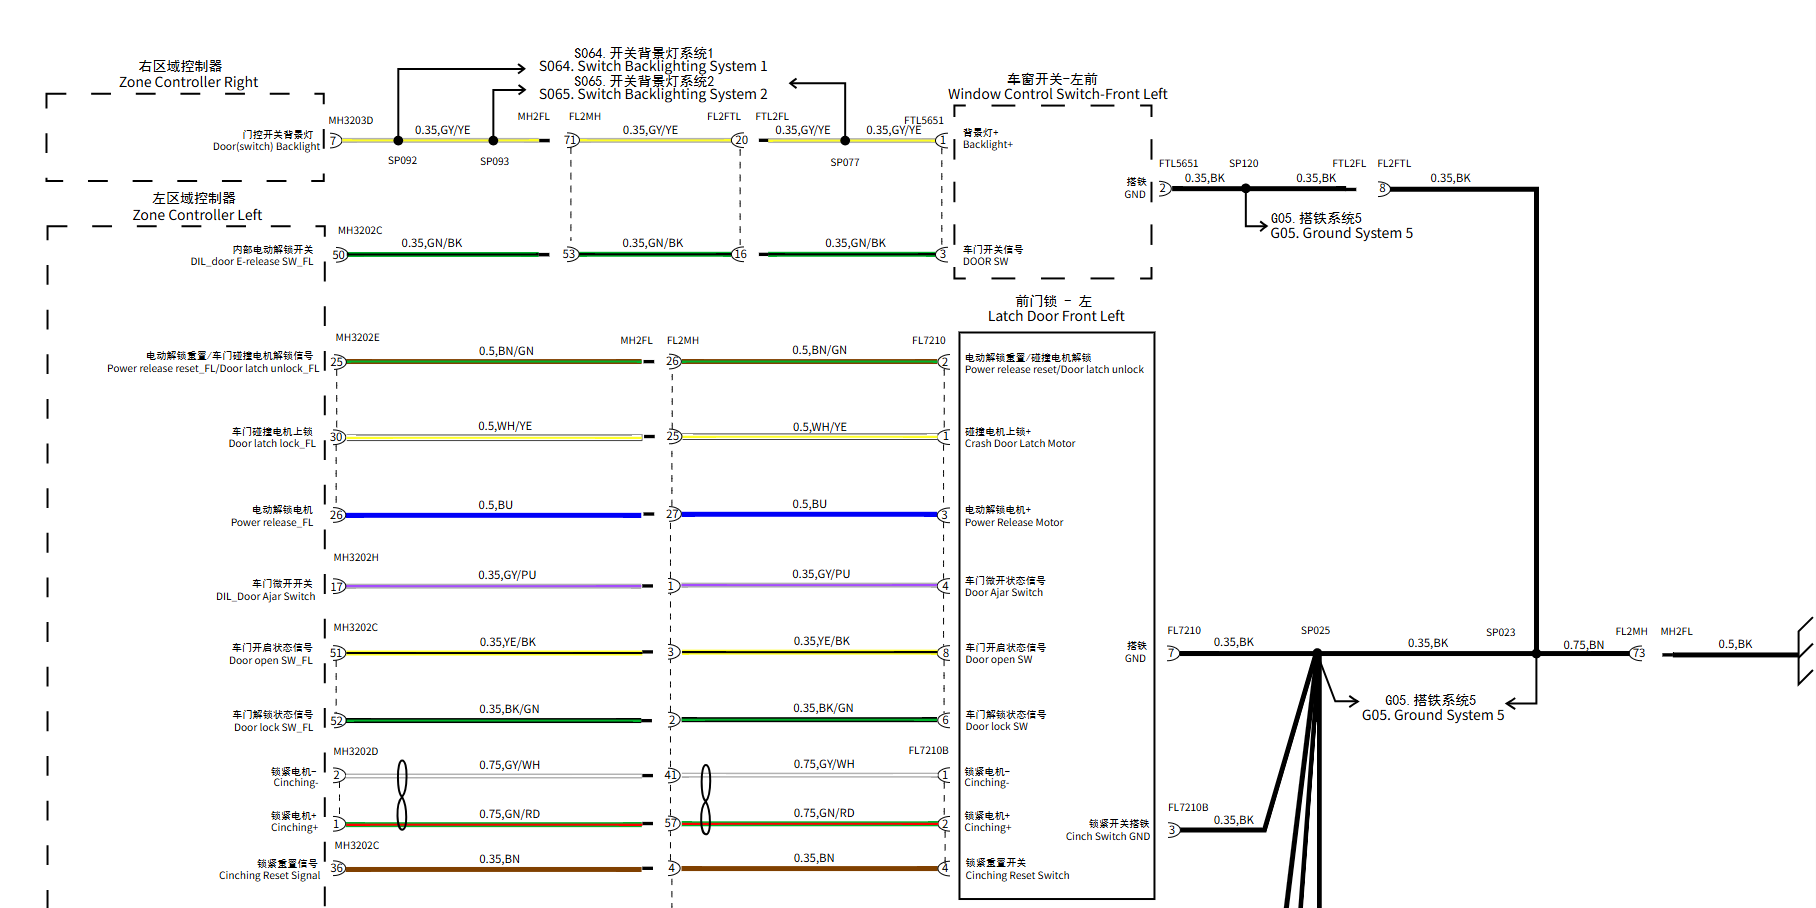 S064. 开关背景灯系统1
S064. Switch Backlighting System 1
S065. 开关背景灯系统2
S065. Switch Backlighting System 2
右区域控制器
Zone Controller Right
车窗开关-左前
Window Control Switch-Front Left
MH3203D
MH2FL
FL2MH
FL2FTL
FTL2FL
FTL5651
门控开关背景灯
Door(switch) Backlight
7
0.35,GY/YE
71
0.35,GY/YE
20
0.35,GY/YE
0.35,GY/YE
1
背景灯+
Backlight+
SP092
SP093
SP077
FTL5651
SP120
FTL2FL
FL2FTL
搭铁
GND
2
0.35,BK
0.35,BK
8
0.35,BK
G05. 搭铁系统5
G05. Ground System 5
左区域控制器
Zone Controller Left
MH3202C
内部电动解锁开关
DIL_door E-release SW_FL
50
0.35,GN/BK
53
0.35,GN/BK
16
0.35,GN/BK
3
车门开关信号
DOOR SW
前门锁 - 左
Latch Door Front Left
MH3202E
MH2FL
FL2MH
FL7210
电动解锁重置/车门碰撞电机解锁信号
Power release reset_FL/Door latch unlock_FL
25
0.5,BN/GN
26
0.5,BN/GN
2
电动解锁重置/碰撞电机解锁
Power release reset/Door latch unlock
车门碰撞电机上锁
Door latch lock_FL
30
0.5,WH/YE
25
0.5,WH/YE
1
碰撞电机上锁+
Crash Door Latch Motor
电动解锁电机
Power release_FL
26
0.5,BU
27
0.5,BU
3
电动解锁电机+
Power Release Motor
MH3202H
车门微开开关
DIL_Door Ajar Switch
17
0.35,GY/PU
1
0.35,GY/PU
4
车门微开状态信号
Door Ajar Switch
MH3202C
车门开启状态信号
Door open SW_FL
51
0.35,YE/BK
3
0.35,YE/BK
8
车门开启状态信号
Door open SW
搭铁
GND
FL7210
7
0.35,BK
SP025
0.35,BK
SP023
0.75,BN
FL2MH
73
MH2FL
0.5,BK
G05. 搭铁系统5
G05. Ground System 5
车门解锁状态信号
Door lock SW_FL
52
0.35,BK/GN
2
0.35,BK/GN
6
车门解锁状态信号
Door lock SW
MH3202D
FL7210B
锁紧电机-
Cinching-
2
0.75,GY/WH
41
0.75,GY/WH
1
锁紧电机-
Cinching-
锁紧电机+
Cinching+
1
0.75,GN/RD
57
0.75,GN/RD
2
锁紧电机+
Cinching+
锁紧开关搭铁
Cinch Switch GND
FL7210B
3
0.35,BK
MH3202C
锁紧重置信号
Cinching Reset Signal
36
0.35,BN
4
0.35,BN
4
锁紧重置开关
Cinching Reset Switch